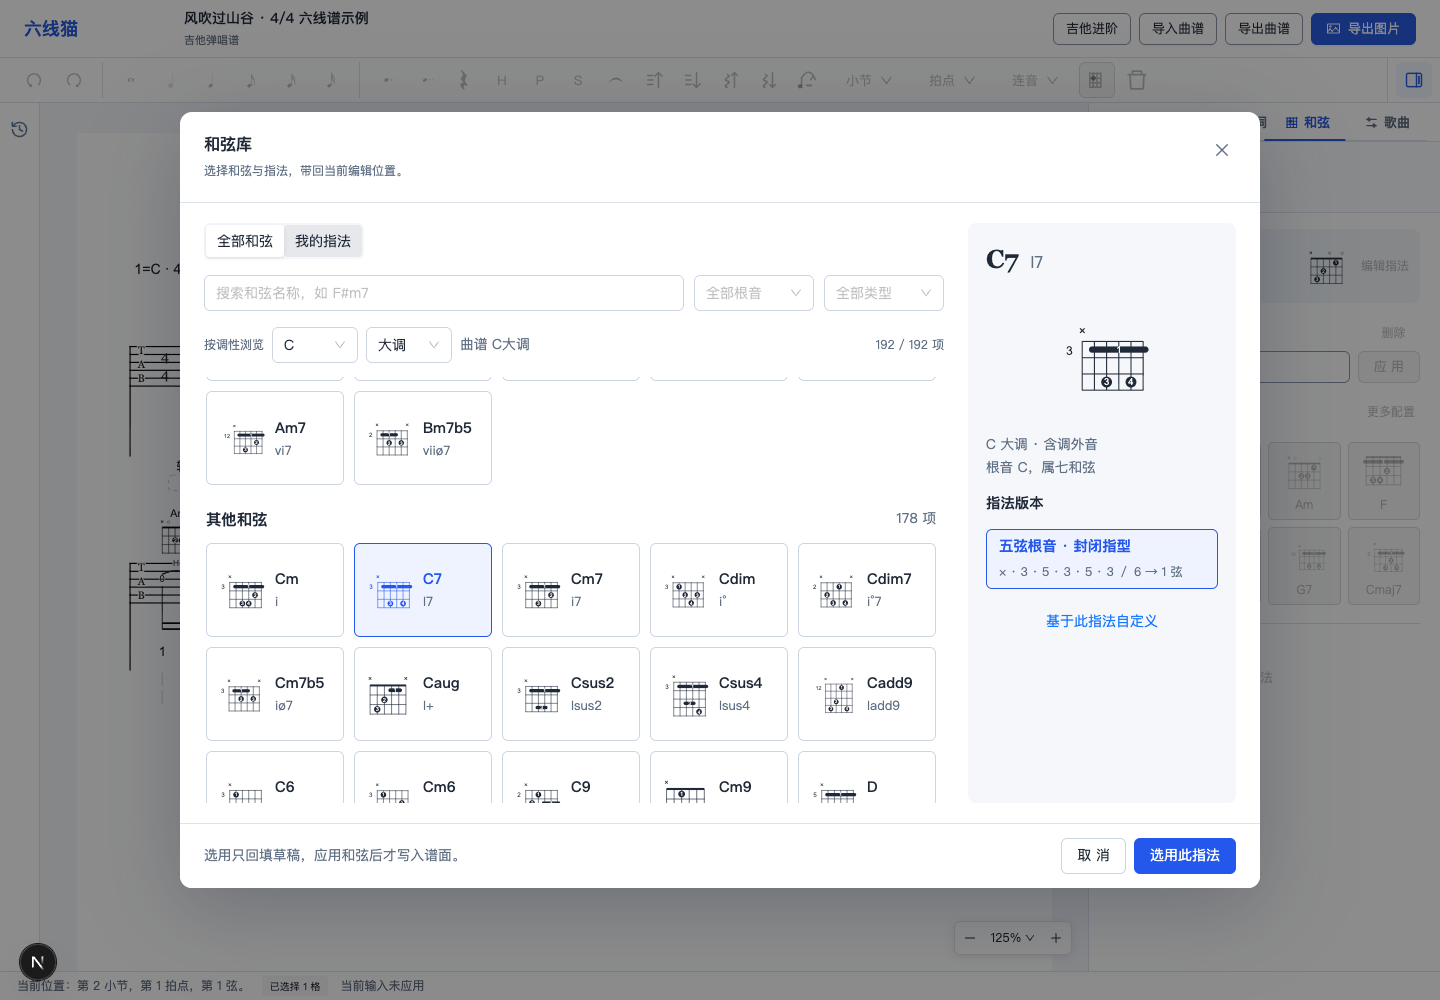 六线猫
风吹过山谷 · 4/4 六线谱示例
吉他弹唱谱
吉他进阶
导入曲谱
导出曲谱
导出图片
H P S
小节
拍点
连音
和弦
歌曲
和弦库
选择和弦与指法，带回当前编辑位置。
全部和弦
我的指法
搜索和弦名称，如 F#m7
全部根音
全部类型
按调性浏览
C
大调
曲谱 C大调
192 / 192 项
Am7
vi7
Bm7b5
viiø7
其他和弦
178 项
Cm
i
C7
I7
Cm7
i7
Cdim
i°
Cdim7
i°7
Cm7b5
iø7
Caug
I+
Csus2
Isus2
Csus4
Isus4
Cadd9
Iadd9
C6
Cm6
C9
Cm9
D
C7 I7
× 3
3 4
C 大调 · 含调外音
根音 C，属七和弦
指法版本
五弦根音 · 封闭指型
× · 3 · 5 · 3 · 5 · 3 / 6 → 1 弦
基于此指法自定义
选用只回填草稿，应用和弦后才写入谱面。
取 消
选用此指法
1=C · 4
T
A
B
4
4
1
编辑指法
删除
应 用
更多配置
Am
F
G7
Cmaj7
法
125%
N
当前位置：第 2 小节，第 1 拍点，第 1 弦。
已选择 1 格
当前输入未应用